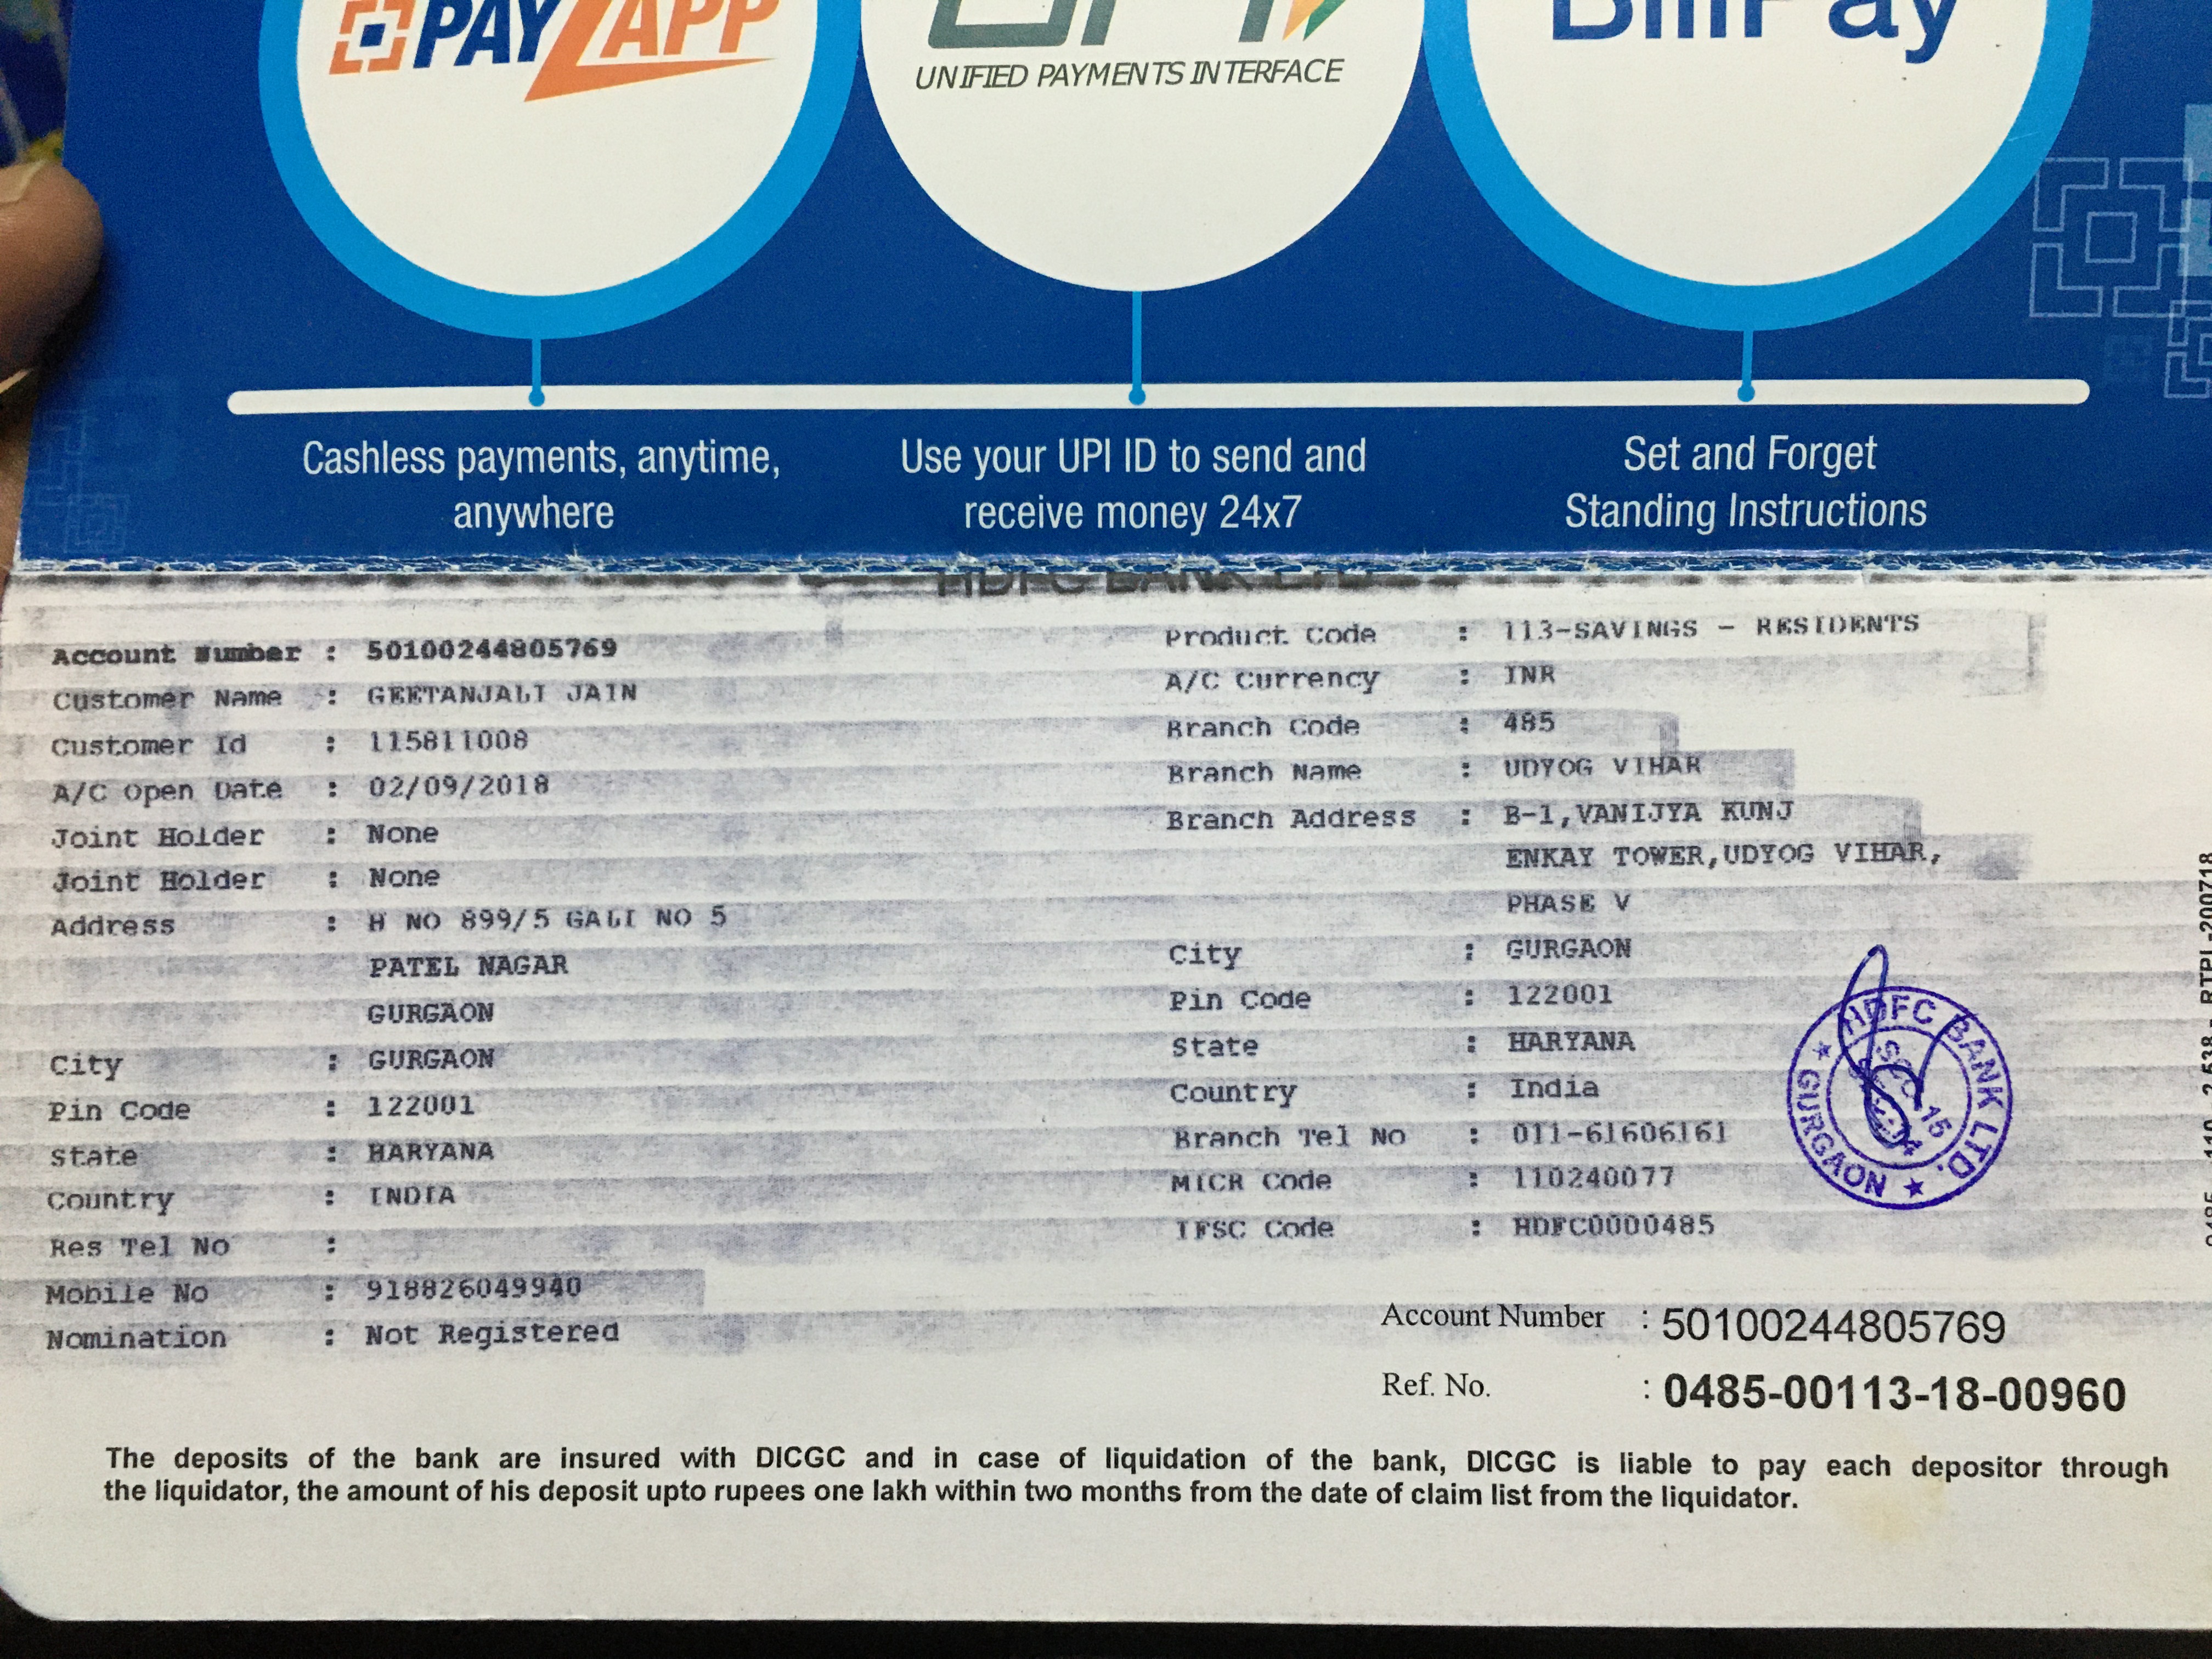 PAYZAPP
UNIFIED PAYMENTS INTERFACE
BillPay
Cashless payments, anytime,
anywhere
Use your UPI ID to send and
receive money 24x7
Set and Forget
Standing Instructions
HDFC BANK LTD
Account Number : 50100244805769
Customer Name : GEETANJALI JAIN
Customer Id : 115811008
A/C Open Date : 02/09/2018
Joint Holder : None
Joint Holder : None
Address : H NO 899/5 GALI NO 5
PATEL NAGAR
GURGAON
City : GURGAON
Pin Code : 122001
State : HARYANA
Country : INDIA
Res Tel No :
Mobile No : 918826049940
Nomination : Not Registered
Product Code : 113-SAVINGS - RESIDENTS
A/C Currency : INR
Branch Code : 485
Branch Name : UDYOG VIHAR
Branch Address : B-1,VANIJYA KUNJ
ENKAY TOWER,UDYOG VIHAR,
PHASE V
City : GURGAON
Pin Code : 122001
State : HARYANA
Country : India
Branch Tel No : 011-61606161
MICR Code : 110240077
IFSC Code : HDFC0000485
HDFC BANK LTD.
GURGAON
Account Number : 50100244805769
Ref. No. : 0485-00113-18-00960
The deposits of the bank are insured with DICGC and in case of liquidation of the bank, DICGC is liable to pay each depositor through
the liquidator, the amount of his deposit upto rupees one lakh within two months from the date of claim list from the liquidator.